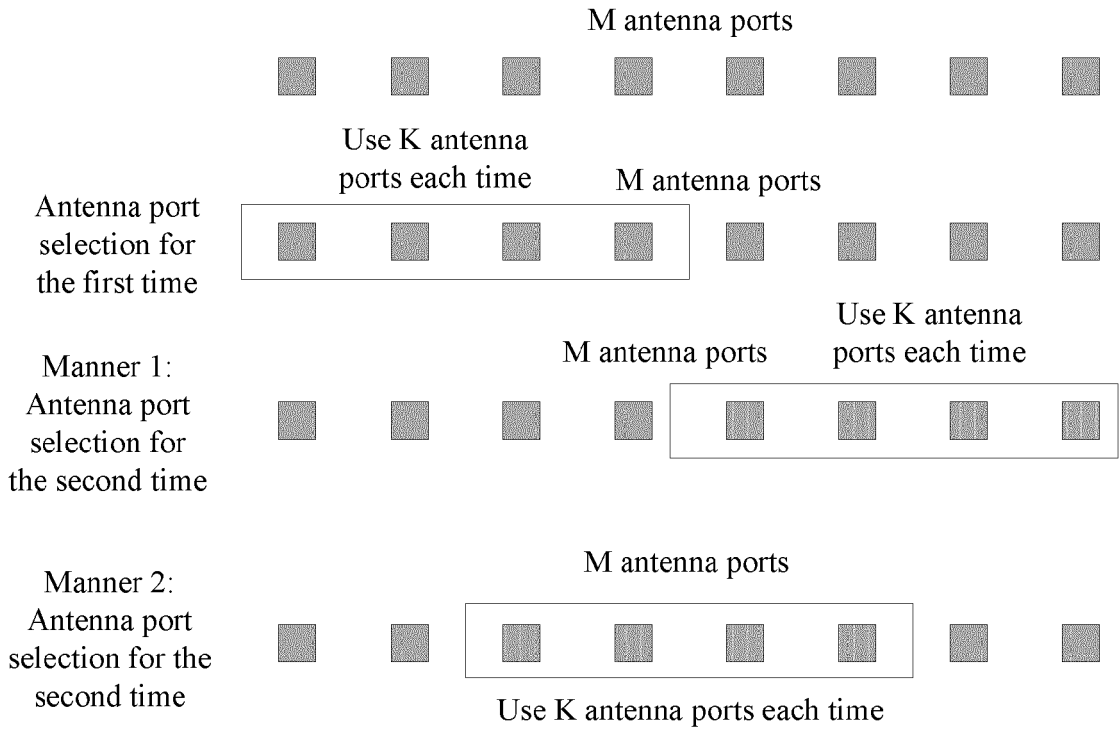 M antenna ports
Use K antenna
ports each time
M antenna ports
Antenna port
selection for
the first time
Use K antenna
ports each time
M antenna ports
Manner 1:
Antenna port
selection for
the second time
M antenna ports
Manner 2:
Antenna port
selection for the
second time
Use K antenna ports each time